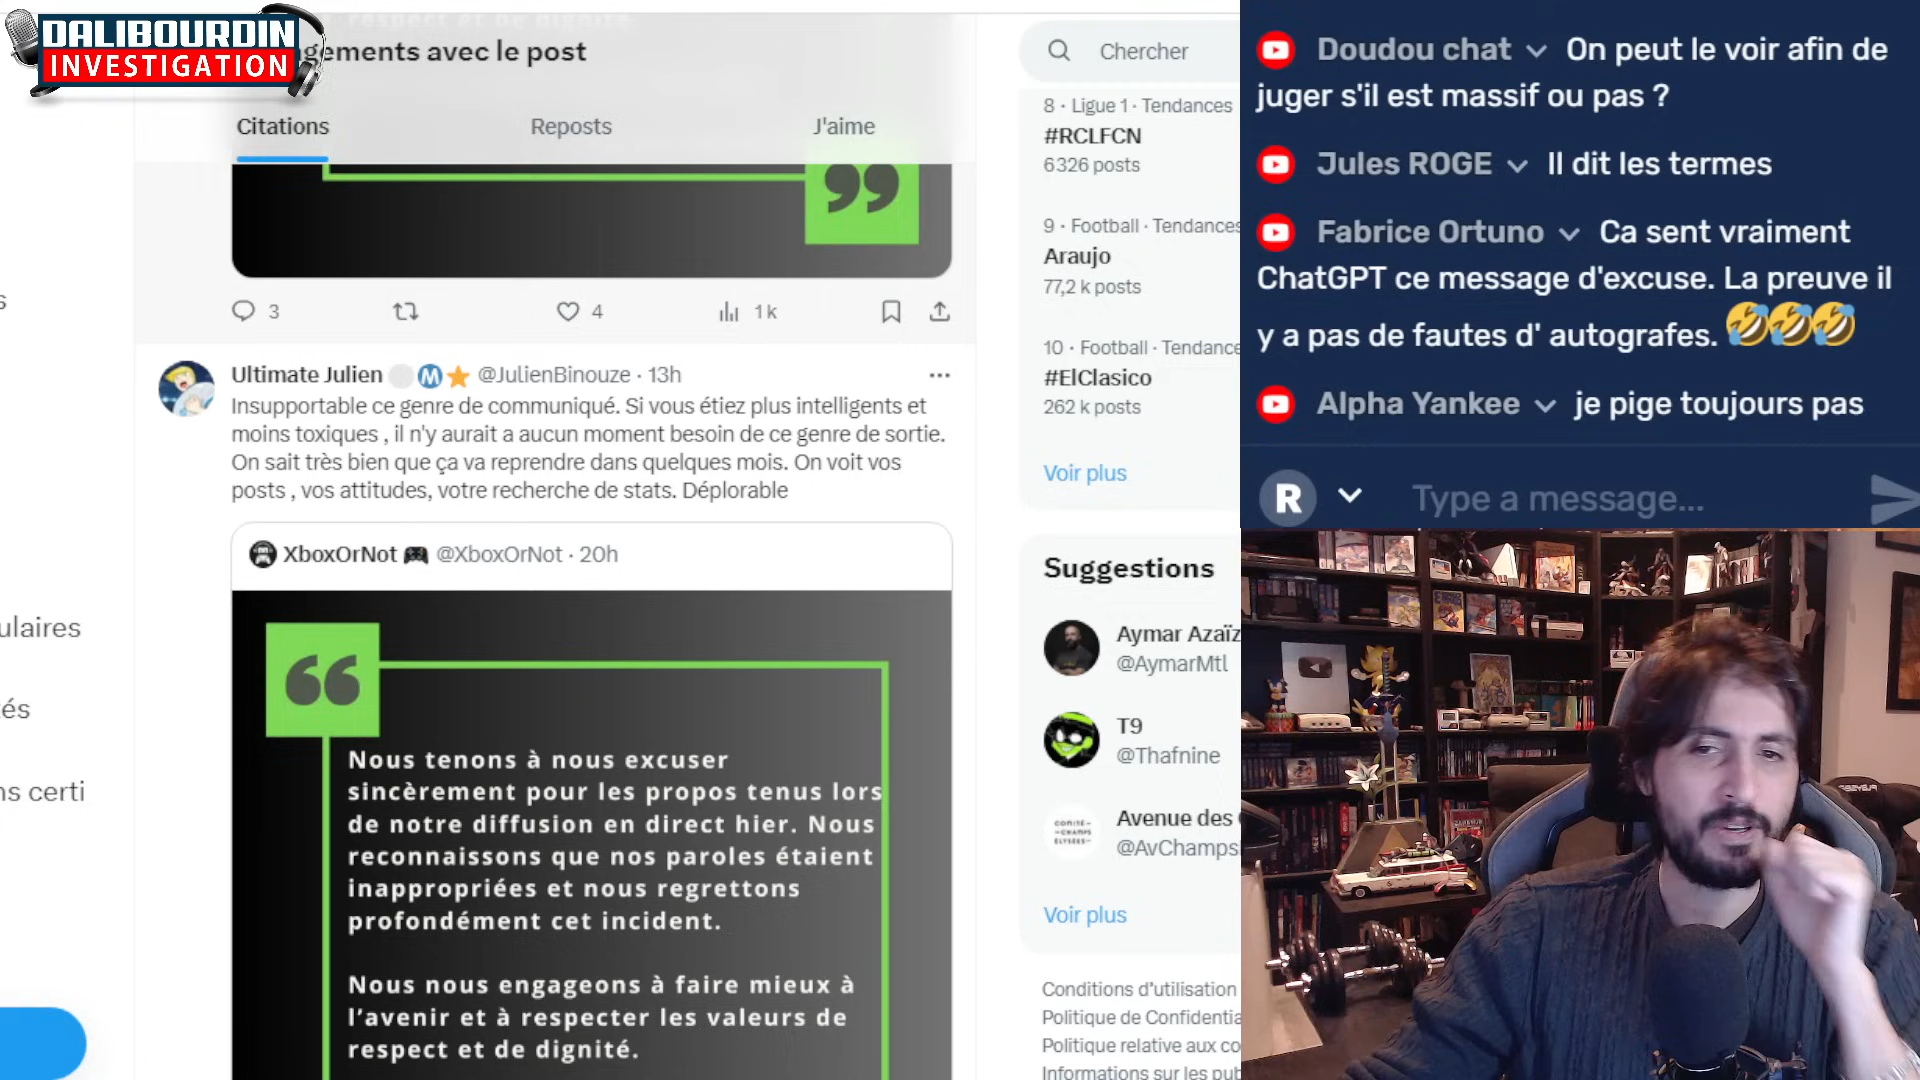 DALIBOURDIN
INVESTIGATION
gements avec le post
Citations
Reposts
J'aime
3
4
1 k
Ultimate Julien @JulienBinouze · 13h
Insupportable ce genre de communiqué. Si vous étiez plus intelligents et
moins toxiques , il n'y aurait a aucun moment besoin de ce genre de sortie.
On sait très bien que ça va reprendre dans quelques mois. On voit vos
posts , vos attitudes, votre recherche de stats. Déplorable
XboxOrNot 🎮 @XboxOrNot · 20h
Nous tenons à nous excuser
sincèrement pour les propos tenus lors
de notre diffusion en direct hier. Nous
reconnaissons que nos paroles étaient
inappropriées et nous regrettons
profondément cet incident.
Nous nous engageons à faire mieux à
l'avenir et à respecter les valeurs de
respect et de dignité.
ulaires
és
ns certi
Chercher
8 · Ligue 1 · Tendances
#RCLFCN
6 326 posts
9 · Football · Tendances
Araujo
77,2 k posts
10 · Football · Tendance
#ElClasico
262 k posts
Voir plus
Suggestions
Aymar Azaïz
@AymarMtl
T9
@Thafnine
Avenue des
@AvChamps
Voir plus
Conditions d'utilisation
Politique de Confidentia
Politique relative aux co
Informations sur les pub
Doudou chat On peut le voir afin de
juger s'il est massif ou pas ?
Jules ROGE Il dit les termes
Fabrice Ortuno Ca sent vraiment
ChatGPT ce message d'excuse. La preuve il
y a pas de fautes d' autografes. 🤣🤣🤣
Alpha Yankee je pige toujours pas
R
Type a message...